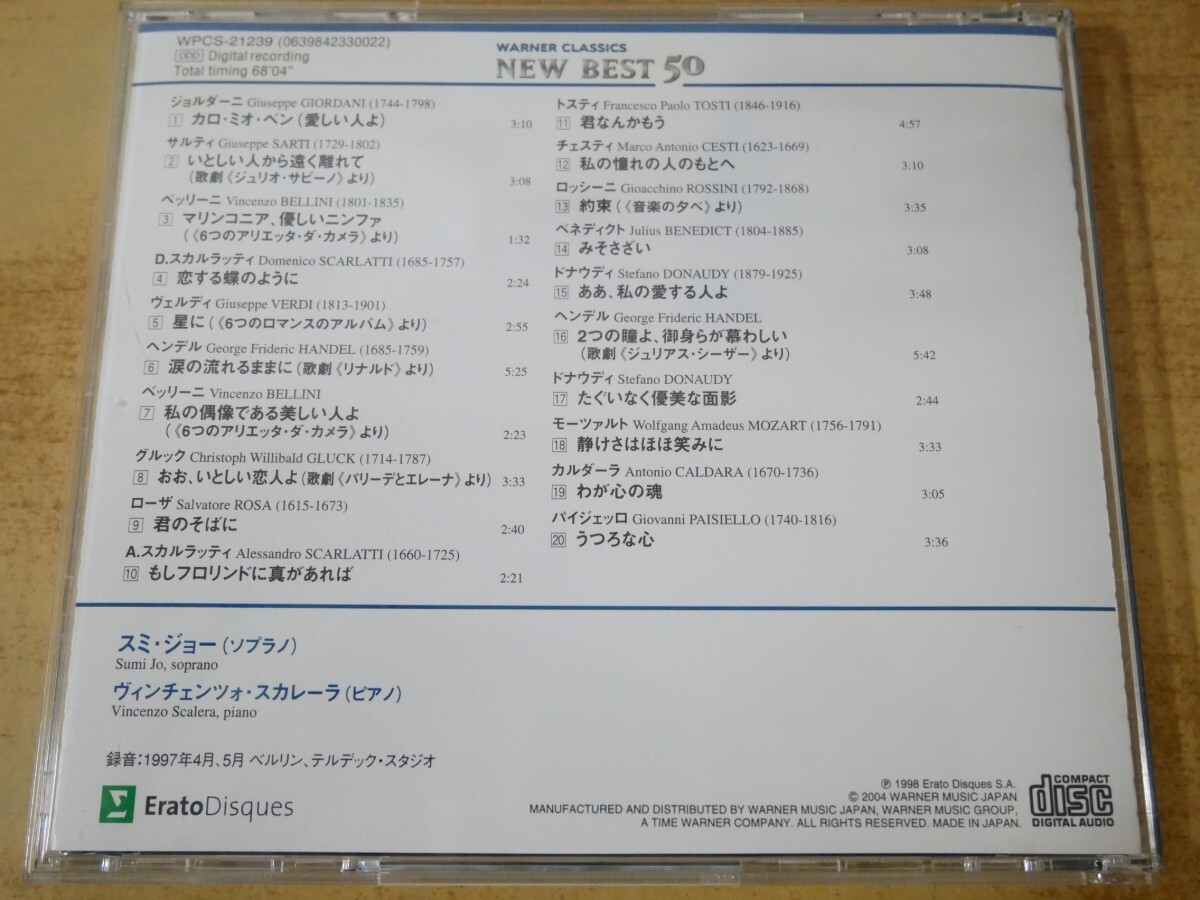 WPCS-21239 (0639842330022)
DDD Digital recording
Total timing 68'04"
WARNER CLASSICS
NEW BEST 50
ジョルダーニ Giuseppe GIORDANI (1744-1798)
1 カロ・ミオ・ベン(愛しい人よ) 3:10
サルティ Giuseppe SARTI (1729-1802)
2 いとしい人から遠く離れて
(歌劇《ジュリオ・サビーノ》より) 3:08
ベッリーニ Vincenzo BELLINI (1801-1835)
3 マリンコニア、優しいニンファ
(《6つのアリエッタ・ダ・カメラ》より) 1:32
D.スカルラッティ Domenico SCARLATTI (1685-1757)
4 恋する蝶のように 2:24
ヴェルディ Giuseppe VERDI (1813-1901)
5 星に(《6つのロマンスのアルバム》より) 2:55
ヘンデル George Frideric HANDEL (1685-1759)
6 涙の流れるままに(歌劇《リナルド》より) 5:25
ベッリーニ Vincenzo BELLINI
7 私の偶像である美しい人よ
(《6つのアリエッタ・ダ・カメラ》より) 2:23
グルック Christoph Willibald GLUCK (1714-1787)
8 おお、いとしい恋人よ(歌劇《パリーデとエレーナ》より) 3:33
ローザ Salvatore ROSA (1615-1673)
9 君のそばに 2:40
A.スカルラッティ Alessandro SCARLATTI (1660-1725)
10 もしフロリンドに真があれば 2:21
トスティ Francesco Paolo TOSTI (1846-1916)
11 君なんかもう 4:57
チェスティ Marco Antonio CESTI (1623-1669)
12 私の憧れの人のもとへ 3:10
ロッシーニ Gioacchino ROSSINI (1792-1868)
13 約束(《音楽の夕べ》より) 3:35
ベネディクト Julius BENEDICT (1804-1885)
14 みそさざい 3:08
ドナウディ Stefano DONAUDY (1879-1925)
15 ああ、私の愛する人よ 3:48
ヘンデル George Frideric HANDEL
16 2つの瞳よ、御身らが慕わしい
(歌劇《ジュリアス・シーザー》より) 5:42
ドナウディ Stefano DONAUDY
17 たぐいなく優美な面影 2:44
モーツァルト Wolfgang Amadeus MOZART (1756-1791)
18 静けさはほほ笑みに 3:33
カルダーラ Antonio CALDARA (1670-1736)
19 わが心の魂 3:05
パイジェッロ Giovanni PAISIELLO (1740-1816)
20 うつろな心 3:36
スミ・ジョー(ソプラノ)
Sumi Jo, soprano
ヴィンチェンツォ・スカレーラ(ピアノ)
Vincenzo Scalera, piano
録音:1997年4月、5月 ベルリン、テルデック・スタジオ
EratoDisques
℗ 1998 Erato Disques S.A.
© 2004 WARNER MUSIC JAPAN
MANUFACTURED AND DISTRIBUTED BY WARNER MUSIC JAPAN, WARNER MUSIC GROUP,
A TIME WARNER COMPANY. ALL RIGHTS RESERVED. MADE IN JAPAN.
COMPACT
disc
DIGITAL AUDIO